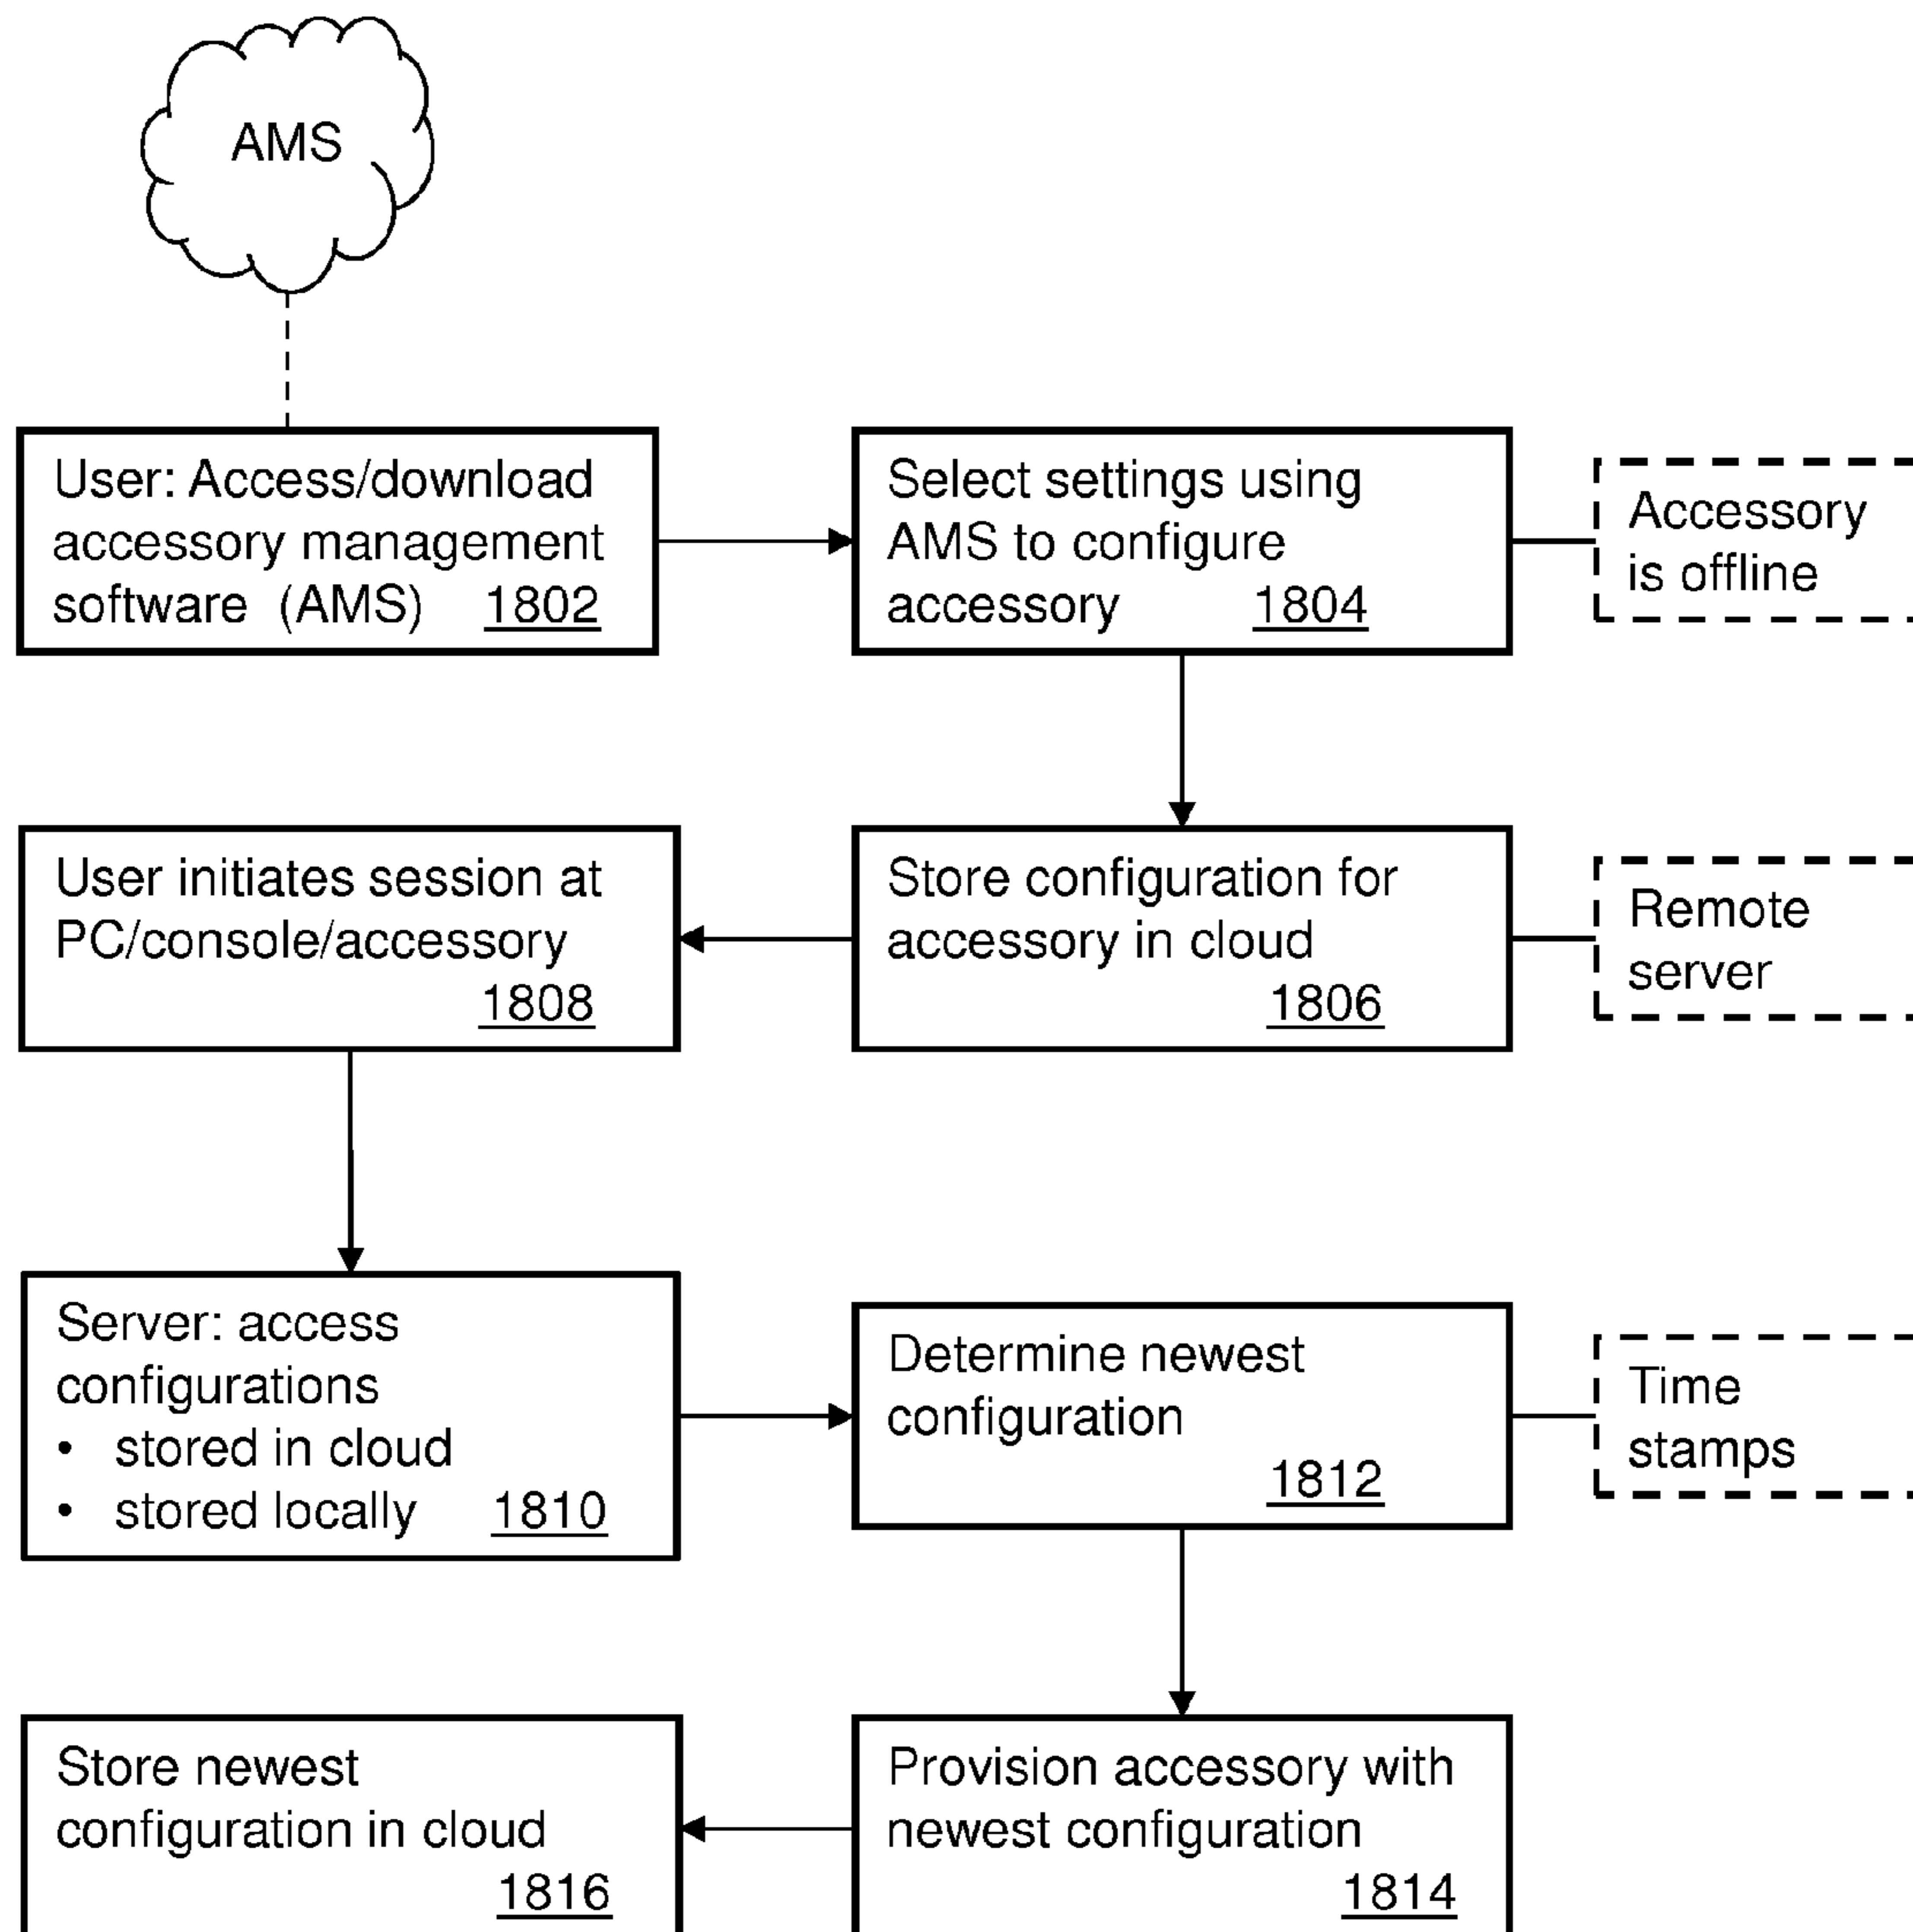 AMS
User: Access/download
accessory management
software (AMS) 1802
Select settings using
AMS to configure
accessory 1804
Accessory
is offline
User initiates session at
PC/console/accessory
1808
Store configuration for
accessory in cloud
1806
Remote
server
Server: access
configurations
• stored in cloud
• stored locally 1810
Determine newest
configuration
1812
Time
stamps
Store newest
configuration in cloud
1816
Provision accessory with
newest configuration
1814